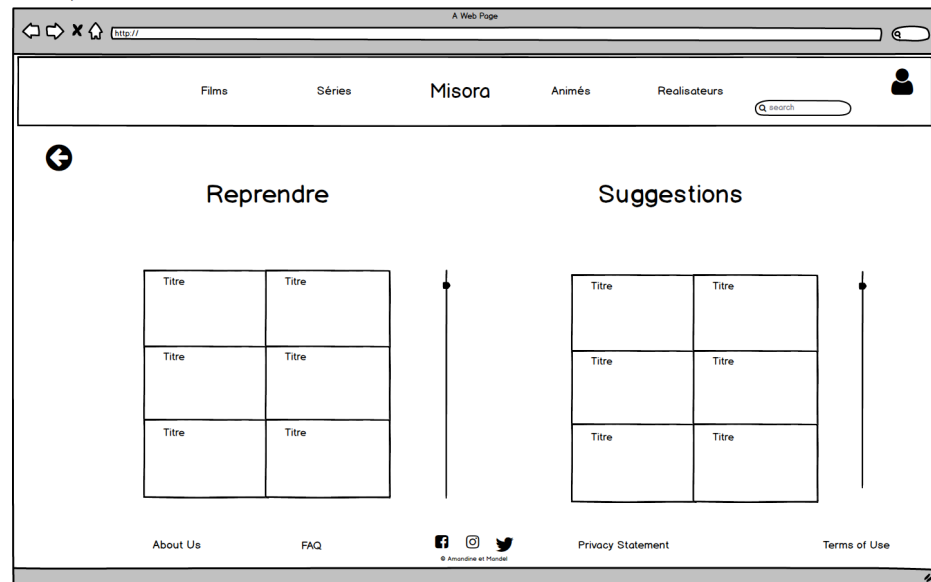 A Web Page
http://
Films Séries Misora Animés Realisateurs
search
Reprendre Suggestions
Titre Titre Titre Titre
Titre Titre Titre Titre
Titre Titre Titre Titre
About Us FAQ Privacy Statement Terms of Use
© Amandine et Mandel